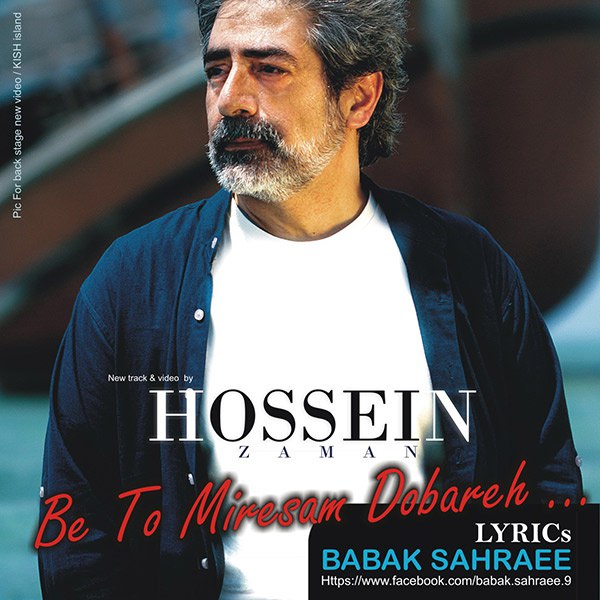 Pic For back stage new video / KISH island
New track & video by
HOSSEIN
ZAMAN
Be To Miresam Dobareh ...
LYRICs
BABAK SAHRAEE
Https://www.facebook.com/babak.sahraee.9